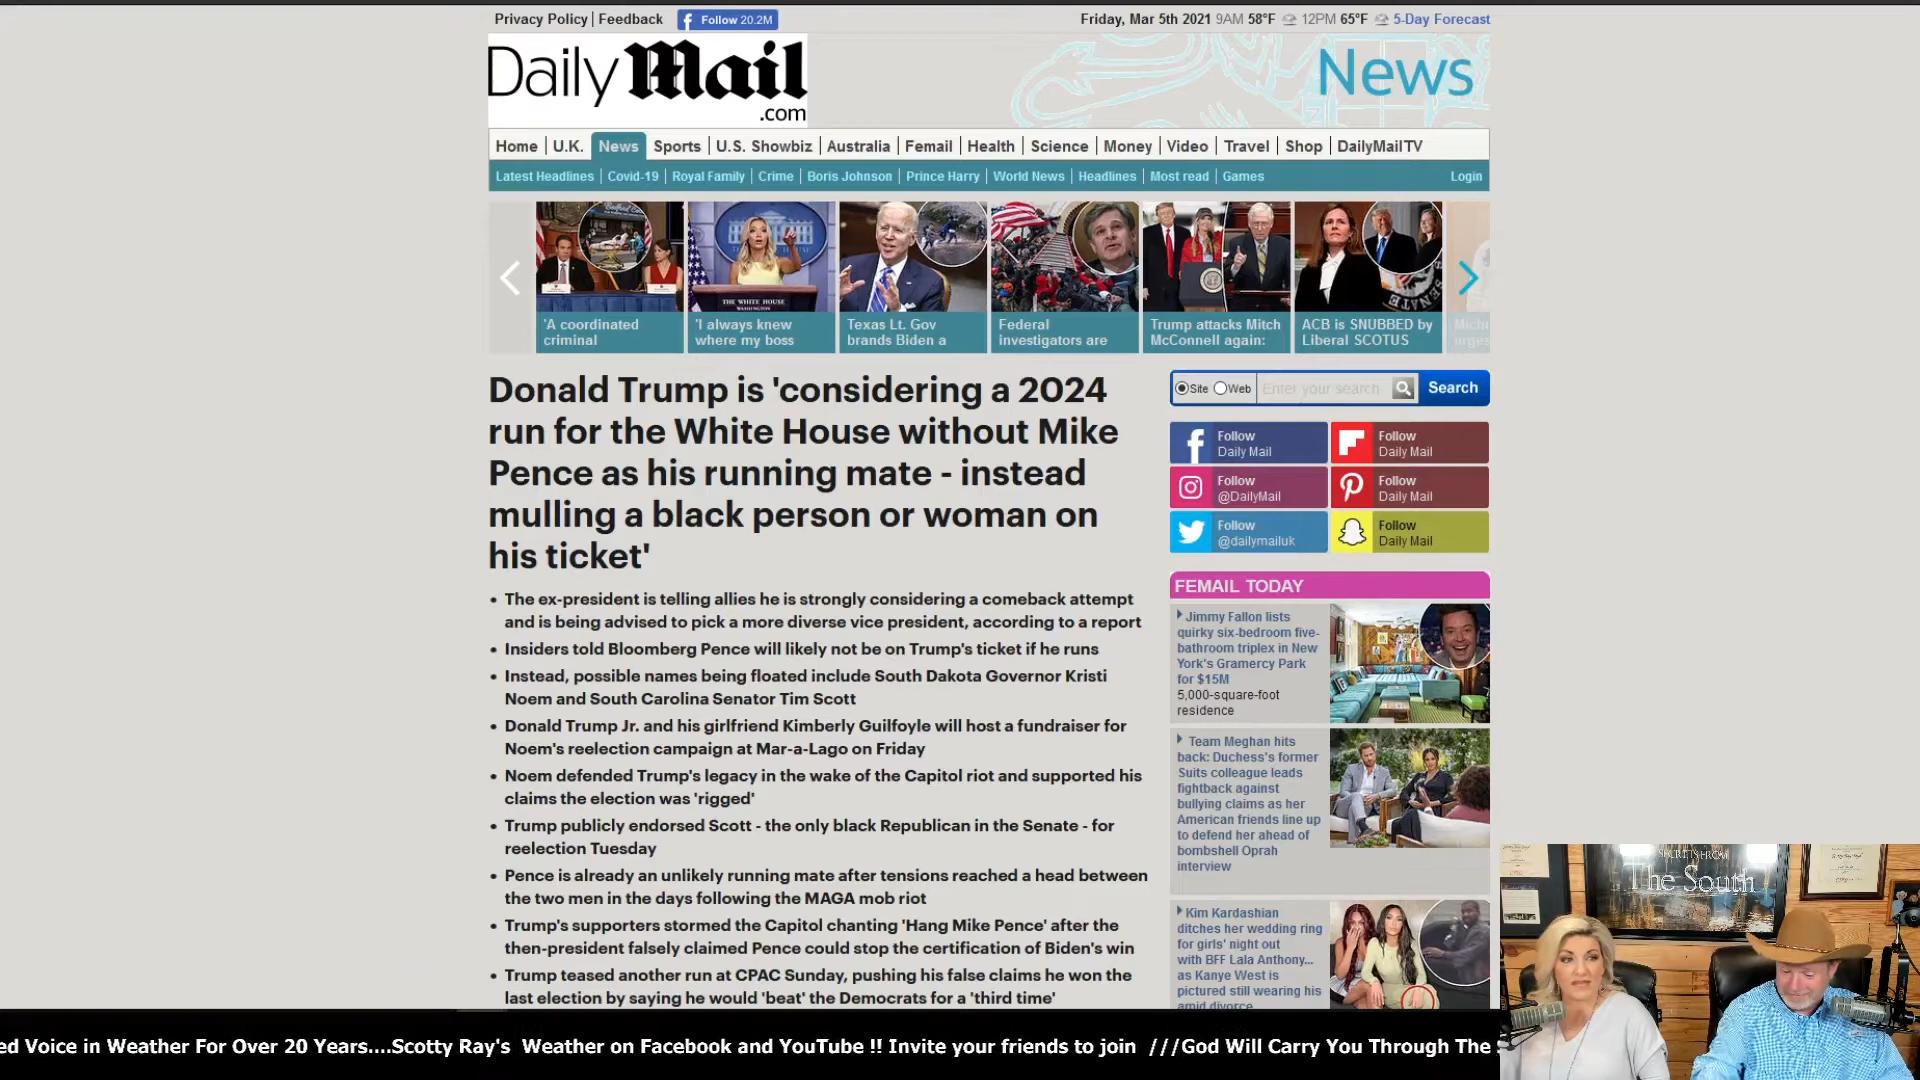 Privacy Policy | Feedback
Follow 20.2M
Friday, Mar 5th 2021 9AM 58°F 12PM 65°F 5-Day Forecast
Daily Mail
.com
News
Home | U.K. News Sports | U.S. Showbiz | Australia | Femail | Health | Science | Money | Video | Travel | Shop | DailyMailTV
Latest Headlines | Covid-19 | Royal Family | Crime | Boris Johnson | Prince Harry | World News | Headlines | Most read | Games
Login
THE WHITE HOUSE
WASHINGTON
SENATE
'A coordinated
criminal
'I always knew
where my boss
Texas Lt. Gov
brands Biden a
Federal
investigators are
Trump attacks Mitch
McConnell again:
ACB is SNUBBED by
Liberal SCOTUS
Donald Trump is 'considering a 2024
run for the White House without Mike
Pence as his running mate - instead
mulling a black person or woman on
his ticket'
• The ex-president is telling allies he is strongly considering a comeback attempt
and is being advised to pick a more diverse vice president, according to a report
• Insiders told Bloomberg Pence will likely not be on Trump's ticket if he runs
• Instead, possible names being floated include South Dakota Governor Kristi
Noem and South Carolina Senator Tim Scott
• Donald Trump Jr. and his girlfriend Kimberly Guilfoyle will host a fundraiser for
Noem's reelection campaign at Mar-a-Lago on Friday
• Noem defended Trump's legacy in the wake of the Capitol riot and supported his
claims the election was 'rigged'
• Trump publicly endorsed Scott - the only black Republican in the Senate - for
reelection Tuesday
• Pence is already an unlikely running mate after tensions reached a head between
the two men in the days following the MAGA mob riot
• Trump's supporters stormed the Capitol chanting 'Hang Mike Pence' after the
then-president falsely claimed Pence could stop the certification of Biden's win
• Trump teased another run at CPAC Sunday, pushing his false claims he won the
last election by saying he would 'beat' the Democrats for a 'third time'
Site Web Enter your search Search
Follow
Daily Mail
Follow
Daily Mail
Follow
@DailyMail
Follow
Daily Mail
Follow
@dailymailuk
Follow
Daily Mail
FEMAIL TODAY
Jimmy Fallon lists
quirky six-bedroom five-
bathroom triplex in New
York's Gramercy Park
for $15M
5,000-square-foot
residence
Team Meghan hits
back: Duchess's former
Suits colleague leads
fightback against
bullying claims as her
American friends line up
to defend her ahead of
bombshell Oprah
interview
Kim Kardashian
ditches her wedding ring
for girls' night out
with BFF Lala Anthony...
as Kanye West is
pictured still wearing his
amid divorce
SECRETS FROM
The South
ed Voice in Weather For Over 20 Years....Scotty Ray's Weather on Facebook and YouTube !! Invite your friends to join ///God Will Carry You Through The